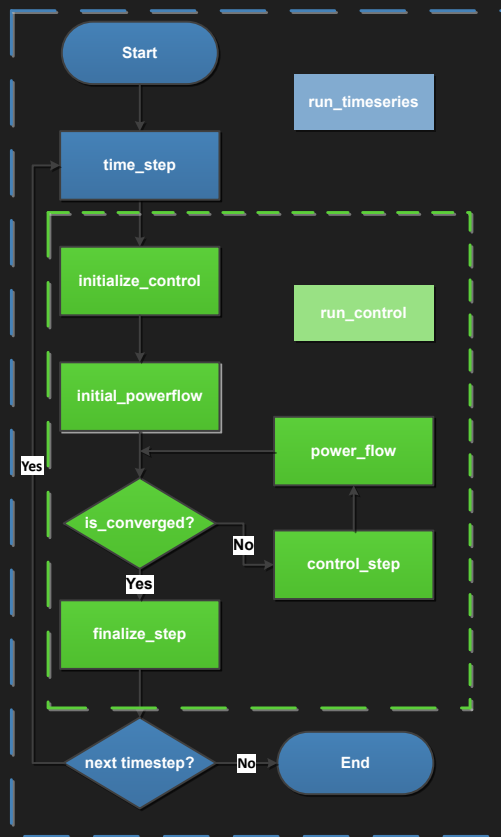 Start
run_timeseries
time_step
initialize_control
run_control
initial_powerflow
power_flow
Yes
is_converged?
No
control_step
Yes
finalize_step
next timestep?
No
End